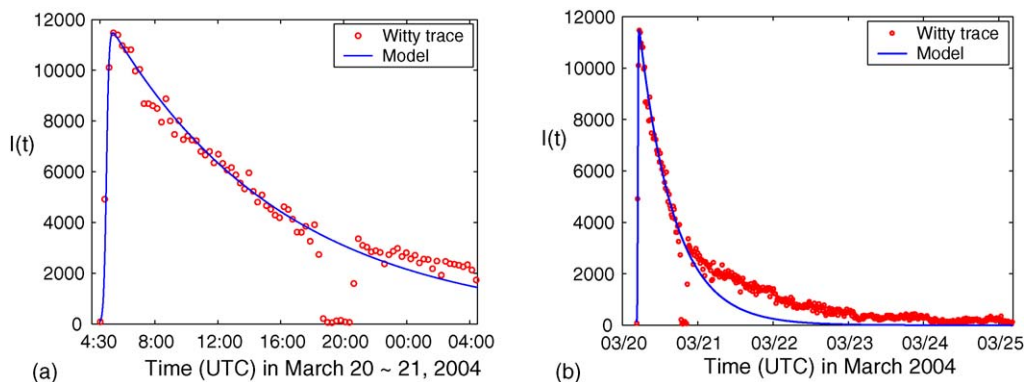 12000
10000
8000
6000
4000
2000
0
I(t)
Witty trace
Model
4:30 8:00 12:00 16:00 20:00 00:00 04:00
(a) Time (UTC) in March 20 ~ 21, 2004
12000
10000
8000
6000
4000
2000
0
I(t)
Witty trace
Model
03/20 03/21 03/22 03/23 03/24 03/25
(b) Time (UTC) in March 2004